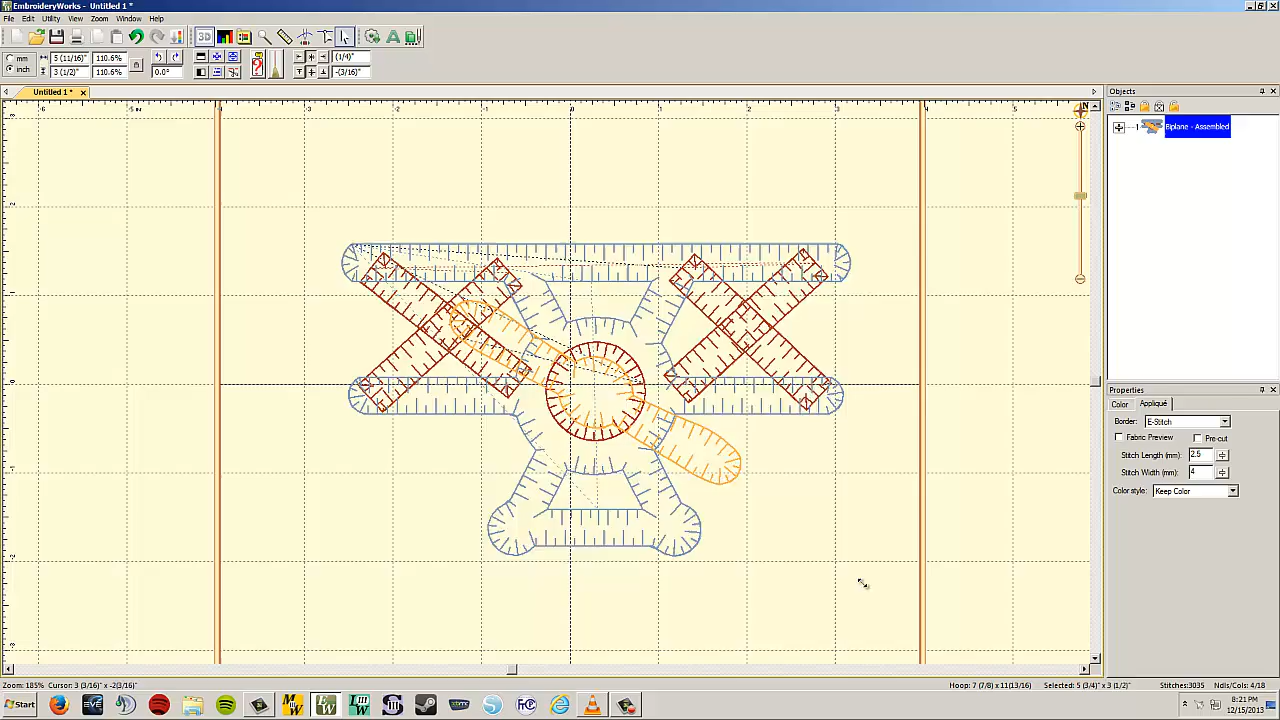 EmbroideryWorks - Untitled 1 *
File Edit Utility View Zoom Window Help
3D
mm 5 (11/16)" 110.6% (1/4)"
inch 3 (1/2)" 110.6% 0.0° -(3/16)"
Untitled 1 *
Objects
1 Biplane - Assembled
N
Properties
Color Appliqué
Border: E-Stitch
Fabric Preview Pre-cut
Stitch Length (mm): 2.5
Stitch Width (mm): 4
Color style: Keep Color
Zoom: 185% Cursor: 3 (3/16)" x -2(3/16)" Hoop: 7 (7/8) x 11(13/16) Selected: 5 (3/4)" x 3 (1/2)" Stitches:3035 Ndls/Cols: 4/18
Start 8:21 PM
12/15/2013